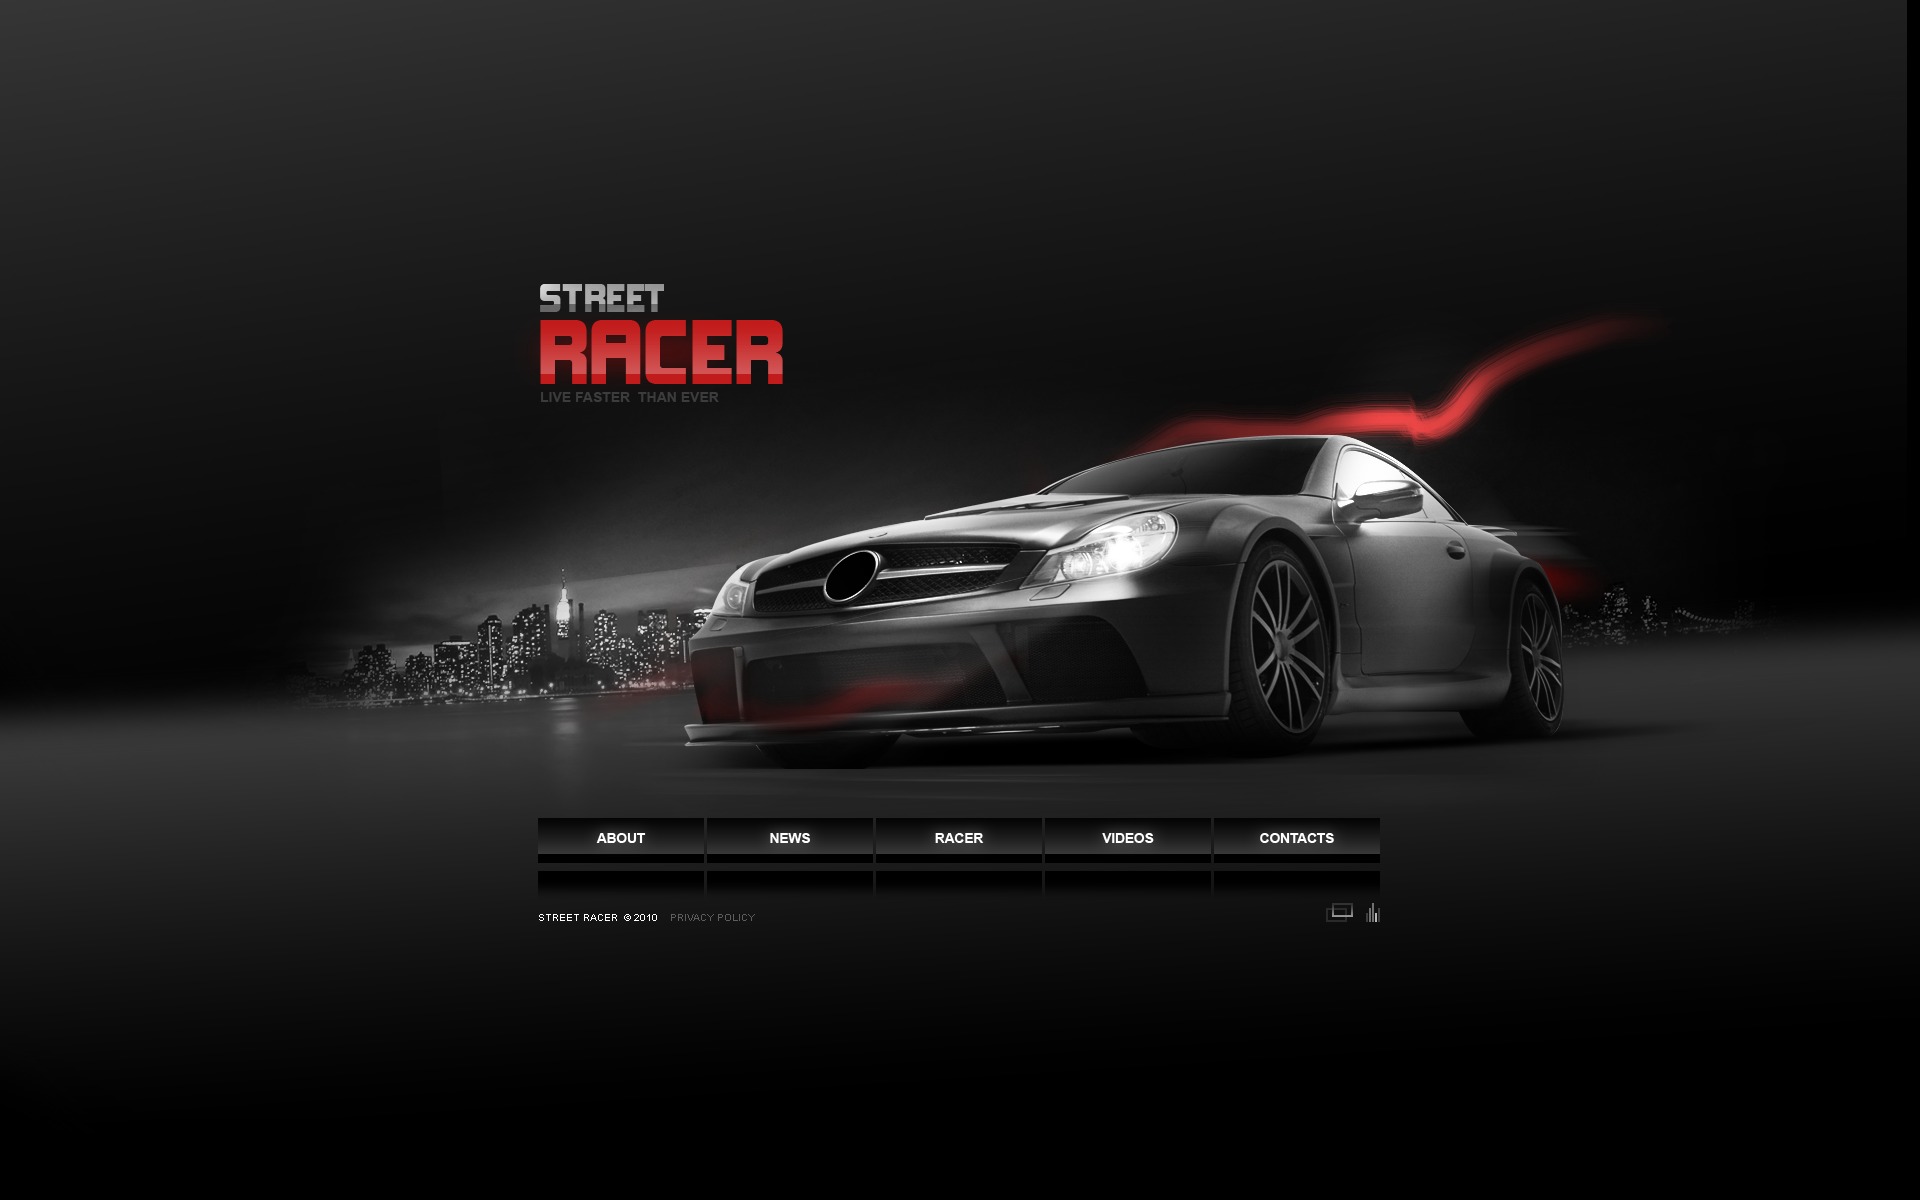 STREET
RACER
LIVE FASTER THAN EVER
ABOUT NEWS RACER VIDEOS CONTACTS
STREET RACER © 2010 PRIVACY POLICY